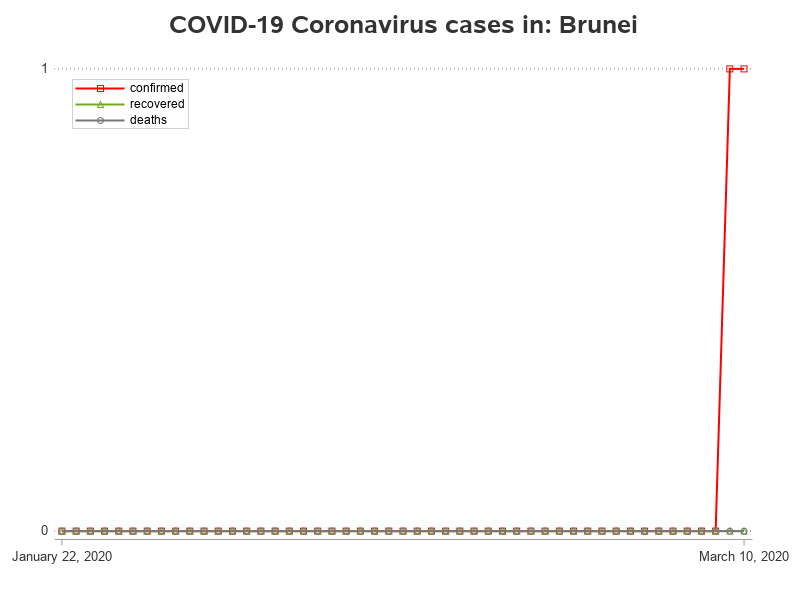 COVID-19 Coronavirus cases in: Brunei
1
confirmed
recovered
deaths
0
January 22, 2020
March 10, 2020